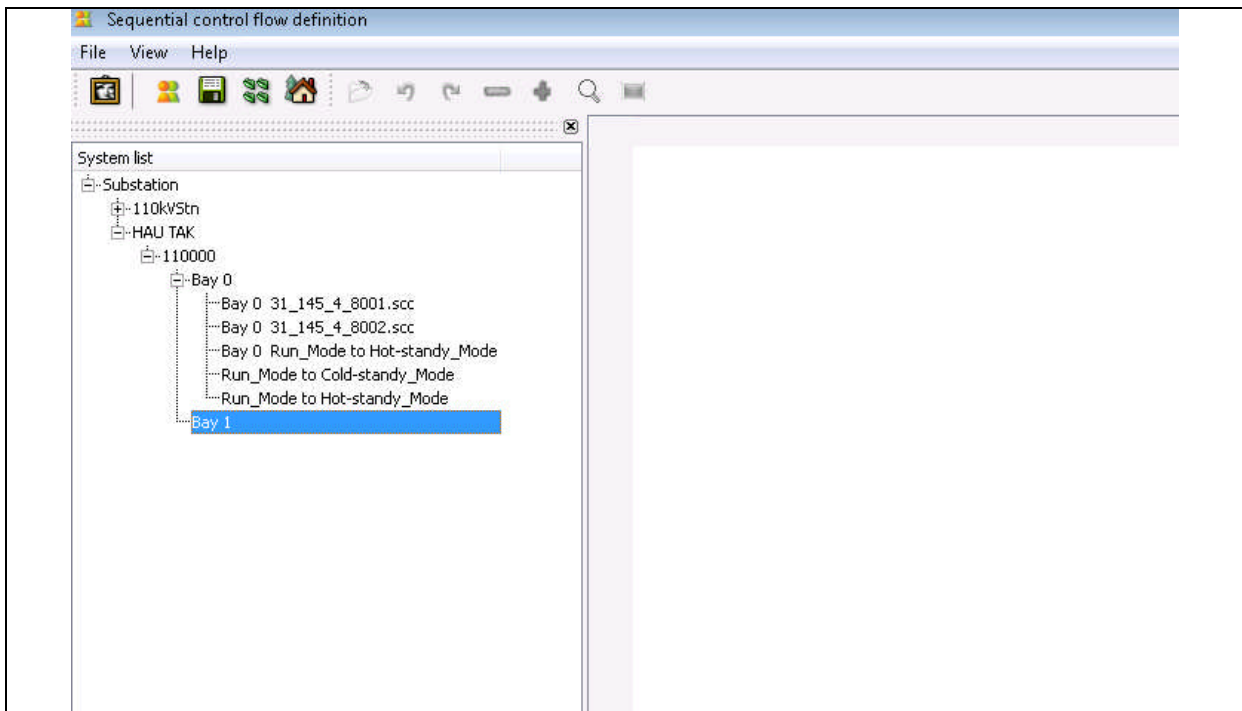 Sequential control flow definition
File View Help
System list
Substation
110kVStn
HAU TAK
110000
Bay 0
Bay 0 31_145_4_8001.scc
Bay 0 31_145_4_8002.scc
Bay 0 Run_Mode to Hot-standy_Mode
Run_Mode to Cold-standy_Mode
Run_Mode to Hot-standy_Mode
Bay 1